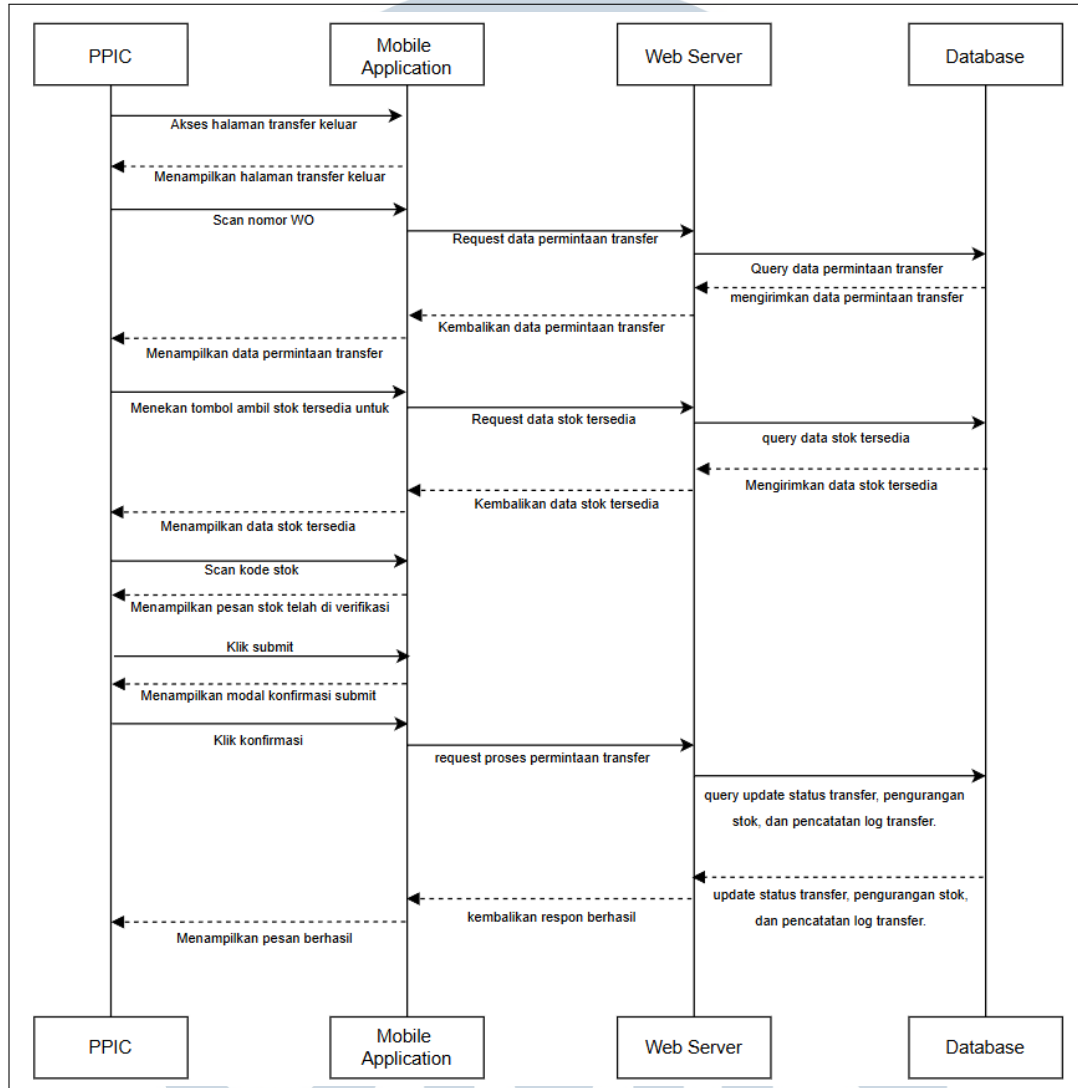 PPIC
Mobile
Application
Web Server
Database
Akses halaman transfer keluar
Menampilkan halaman transfer keluar
Scan nomor WO
Request data permintaan transfer
Query data permintaan transfer
mengirimkan data permintaan transfer
Kembalikan data permintaan transfer
Menampilkan data permintaan transfer
Menekan tombol ambil stok tersedia untuk
Request data stok tersedia
query data stok tersedia
Mengirimkan data stok tersedia
Kembalikan data stok tersedia
Menampilkan data stok tersedia
Scan kode stok
Menampilkan pesan stok telah di verifikasi
Klik submit
Menampilkan modal konfirmasi submit
Klik konfirmasi
request proses permintaan transfer
query update status transfer, pengurangan
stok, dan pencatatan log transfer.
update status transfer, pengurangan stok,
dan pencatatan log transfer.
kembalikan respon berhasil
Menampilkan pesan berhasil
PPIC
Mobile
Application
Web Server
Database